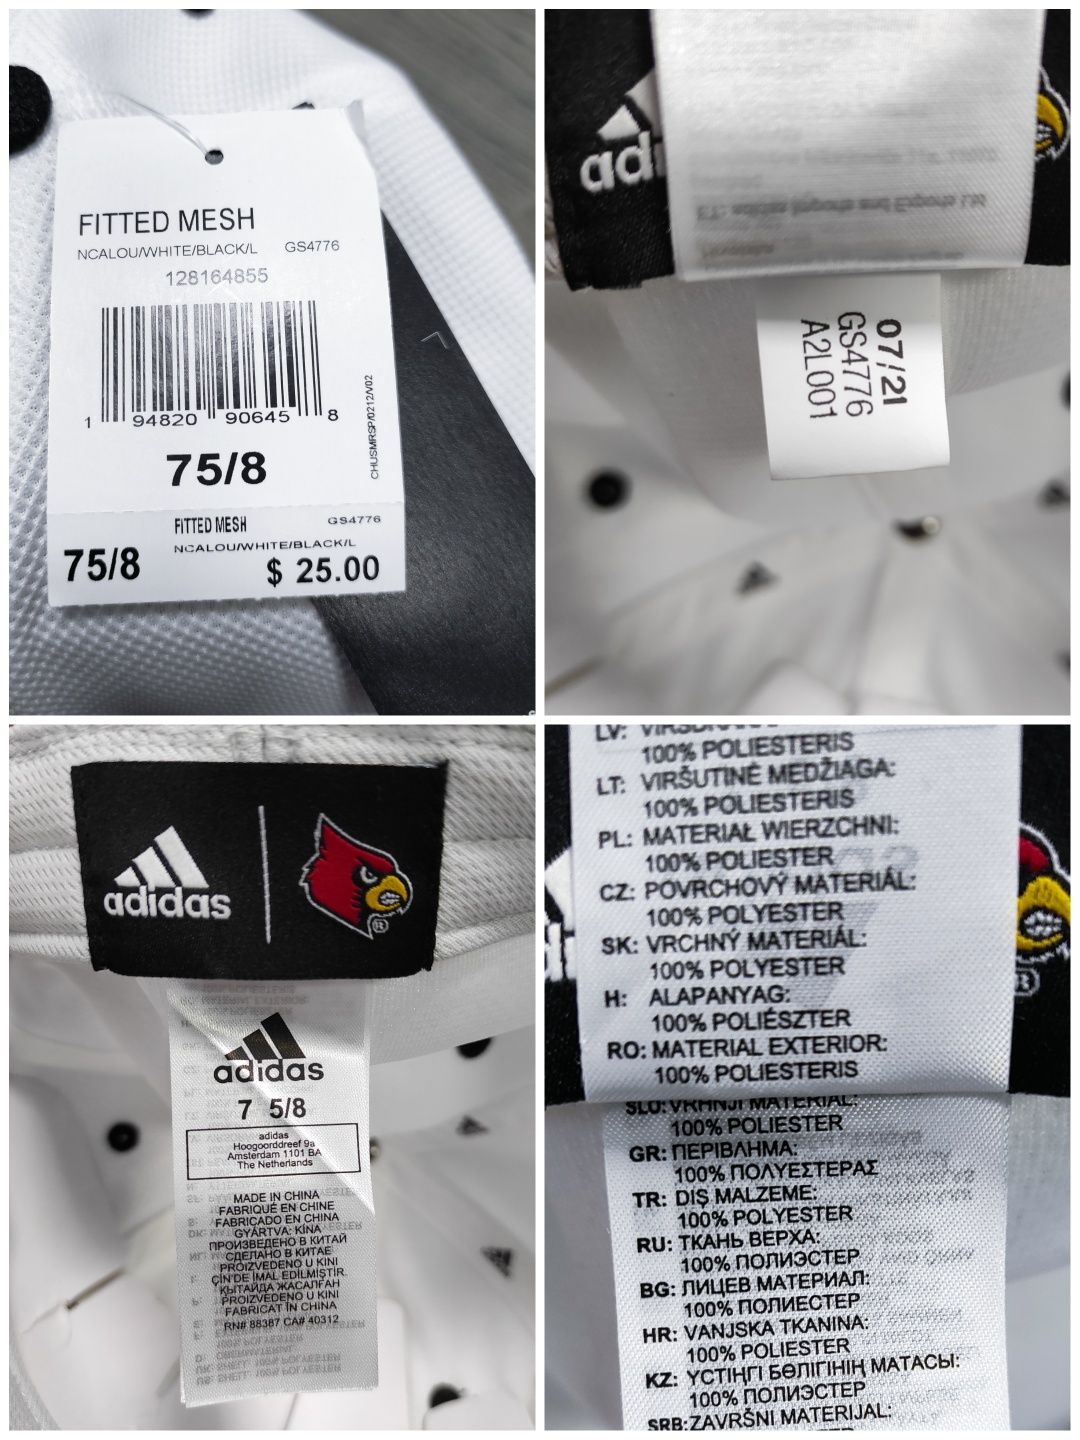 FITTED MESH
NCALOU/WHITE/BLACK/L GS4776
128164855
1 94820 90645 8
CHUSMRSP/0212/V02
75/8
FITTED MESH GS4776
NCALOU/WHITE/BLACK/L
75/8 $ 25.00
07/21
GS4776
A2L001
adidas
®
adidas
7 5/8
adidas
Hoogoorddreef 9a
Amsterdam 1101 BA
The Netherlands
MADE IN CHINA
FABRIQUÉ EN CHINE
FABRICADO EN CHINA
GYÁRTVA: KÍNA
ПРОИЗВЕДЕНО В КИТАЙ
СДЕЛАНО В КИТАЕ
PROIZVEDENO U KINI
ÇİN'DE İMAL EDİLMİŞTİR.
ҚЫТАЙДА ЖАСАЛҒАН
PROIZVEDENO U KINI
FABRICAT ÎN CHINA
RN# 88387 CA# 40312
LV:
100% POLIESTERIS
LT: VIRŠUTINĖ MEDŽIAGA:
100% POLIESTERIS
PL: MATERIAŁ WIERZCHNI:
100% POLIESTER
CZ: POVRCHOVÝ MATERIÁL:
100% POLYESTER
SK: VRCHNÝ MATERIÁL:
100% POLYESTER
H: ALAPANYAG:
100% POLIÉSZTER
RO: MATERIAL EXTERIOR:
100% POLIESTERIS
®
SLO: VRHNJI MATERIAL:
100% POLIESTER
GR: ΠΕΡΙΒΛΗΜΑ:
100% ΠΟΛΥΕΣΤΕΡΑΣ
TR: DIŞ MALZEME:
100% POLYESTER
RU: ТКАНЬ ВЕРХА:
100% ПОЛИЭСТЕР
BG: ЛИЦЕВ МАТЕРИАЛ:
100% ПОЛИЕСТЕР
HR: VANJSKA TKANINA:
100% POLIESTER
KZ: ҮСТІҢГІ БӨЛІГІНІҢ МАТАСЫ:
100% ПОЛИЭСТЕР
SRB: ZAVRŠNI MATERIJAL: